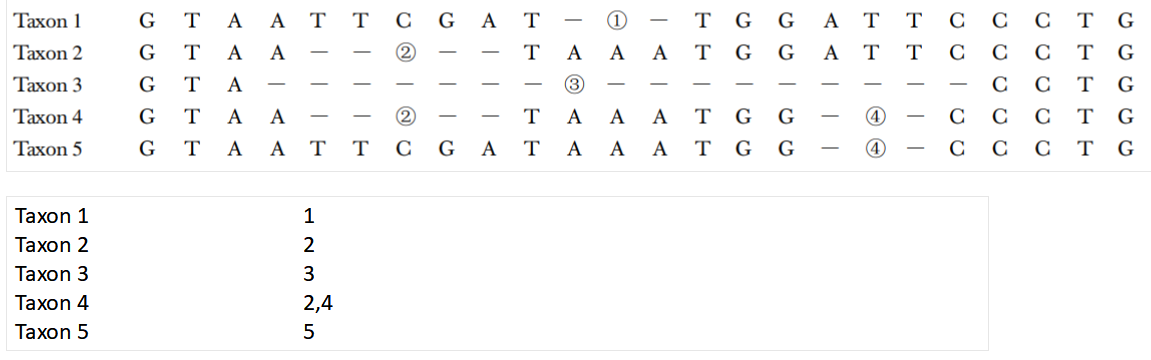 Taxon 1 G T A A T T C G A T — ① — T G G A T T C C C T G
Taxon 2 G T A A — — ② — — T A A A T G G A T T C C C T G
Taxon 3 G T A — — — — — — — ③ — — — — — — — — — C C T G
Taxon 4 G T A A — — ② — — T A A A T G G — ④ — C C C T G
Taxon 5 G T A A T T C G A T A A A T G G — ④ — C C C T G
Taxon 1 1
Taxon 2 2
Taxon 3 3
Taxon 4 2,4
Taxon 5 5